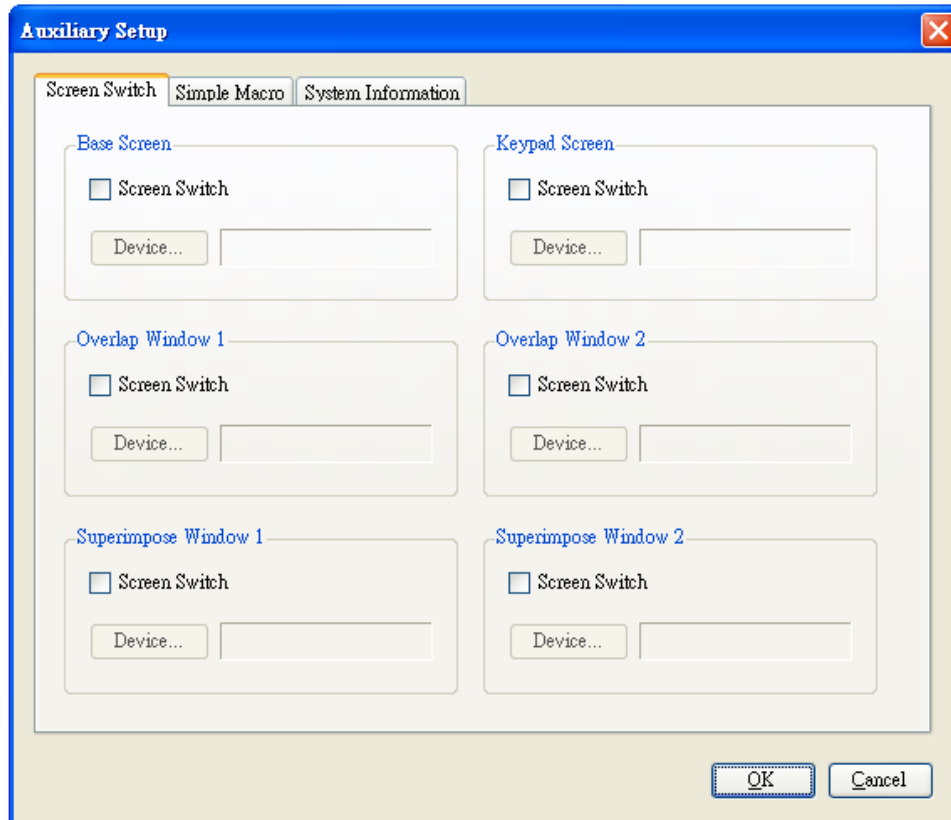 Auxiliary Setup
Screen Switch Simple Macro System Information
Base Screen
Screen Switch
Device...
Keypad Screen
Screen Switch
Device...
Overlap Window 1
Screen Switch
Device...
Overlap Window 2
Screen Switch
Device...
Superimpose Window 1
Screen Switch
Device...
Superimpose Window 2
Screen Switch
Device...
OK Cancel